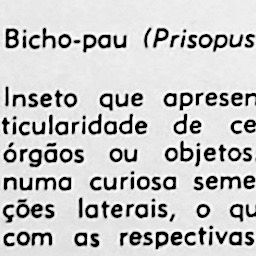 Bicho-pau (Prisopus
Inseto que apresen
ticularidade de ce
órgãos ou objetos.
numa curiosa seme
ções laterais, o qu
com as respectivas